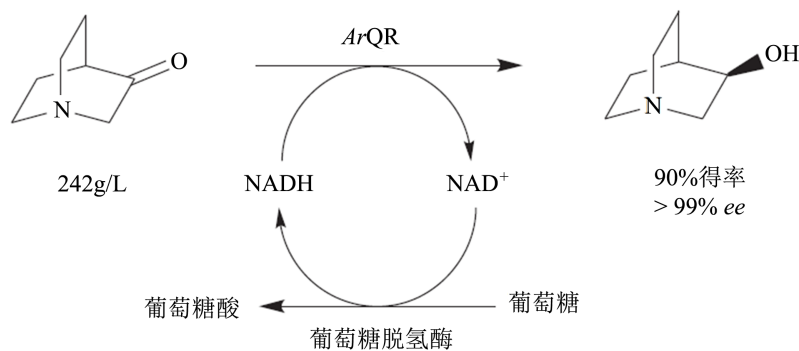 ArQR
O
OH
N
N
242g/L
NADH
NAD⁺
90%得率
> 99% ee
葡萄糖酸
葡萄糖
葡萄糖脱氢酶